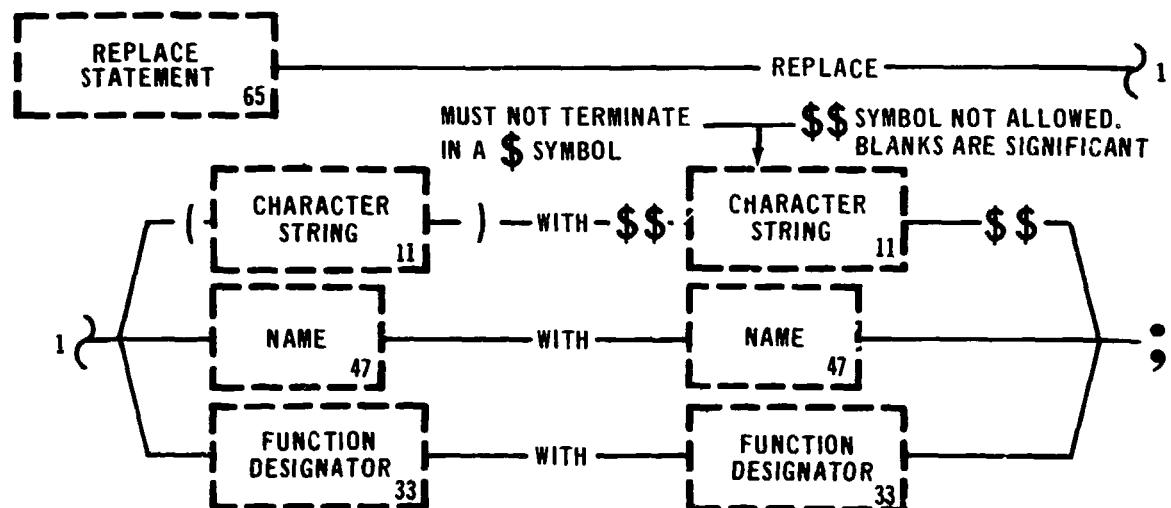 REPLACE
STATEMENT
65
REPLACE
1
MUST NOT TERMINATE
IN A $ SYMBOL
$$ SYMBOL NOT ALLOWED.
BLANKS ARE SIGNIFICANT
( CHARACTER STRING 11 ) WITH $$ CHARACTER STRING 11 $$
1
NAME 47 WITH NAME 47 ;
FUNCTION DESIGNATOR 33 WITH FUNCTION DESIGNATOR 33